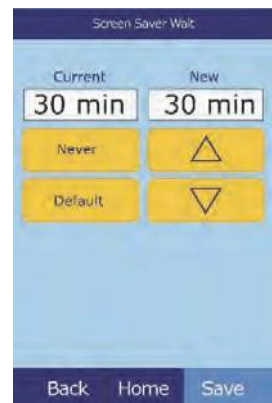 Screen Saver Wait
Current New
30 min 30 min
Never
Default
Back Home Save